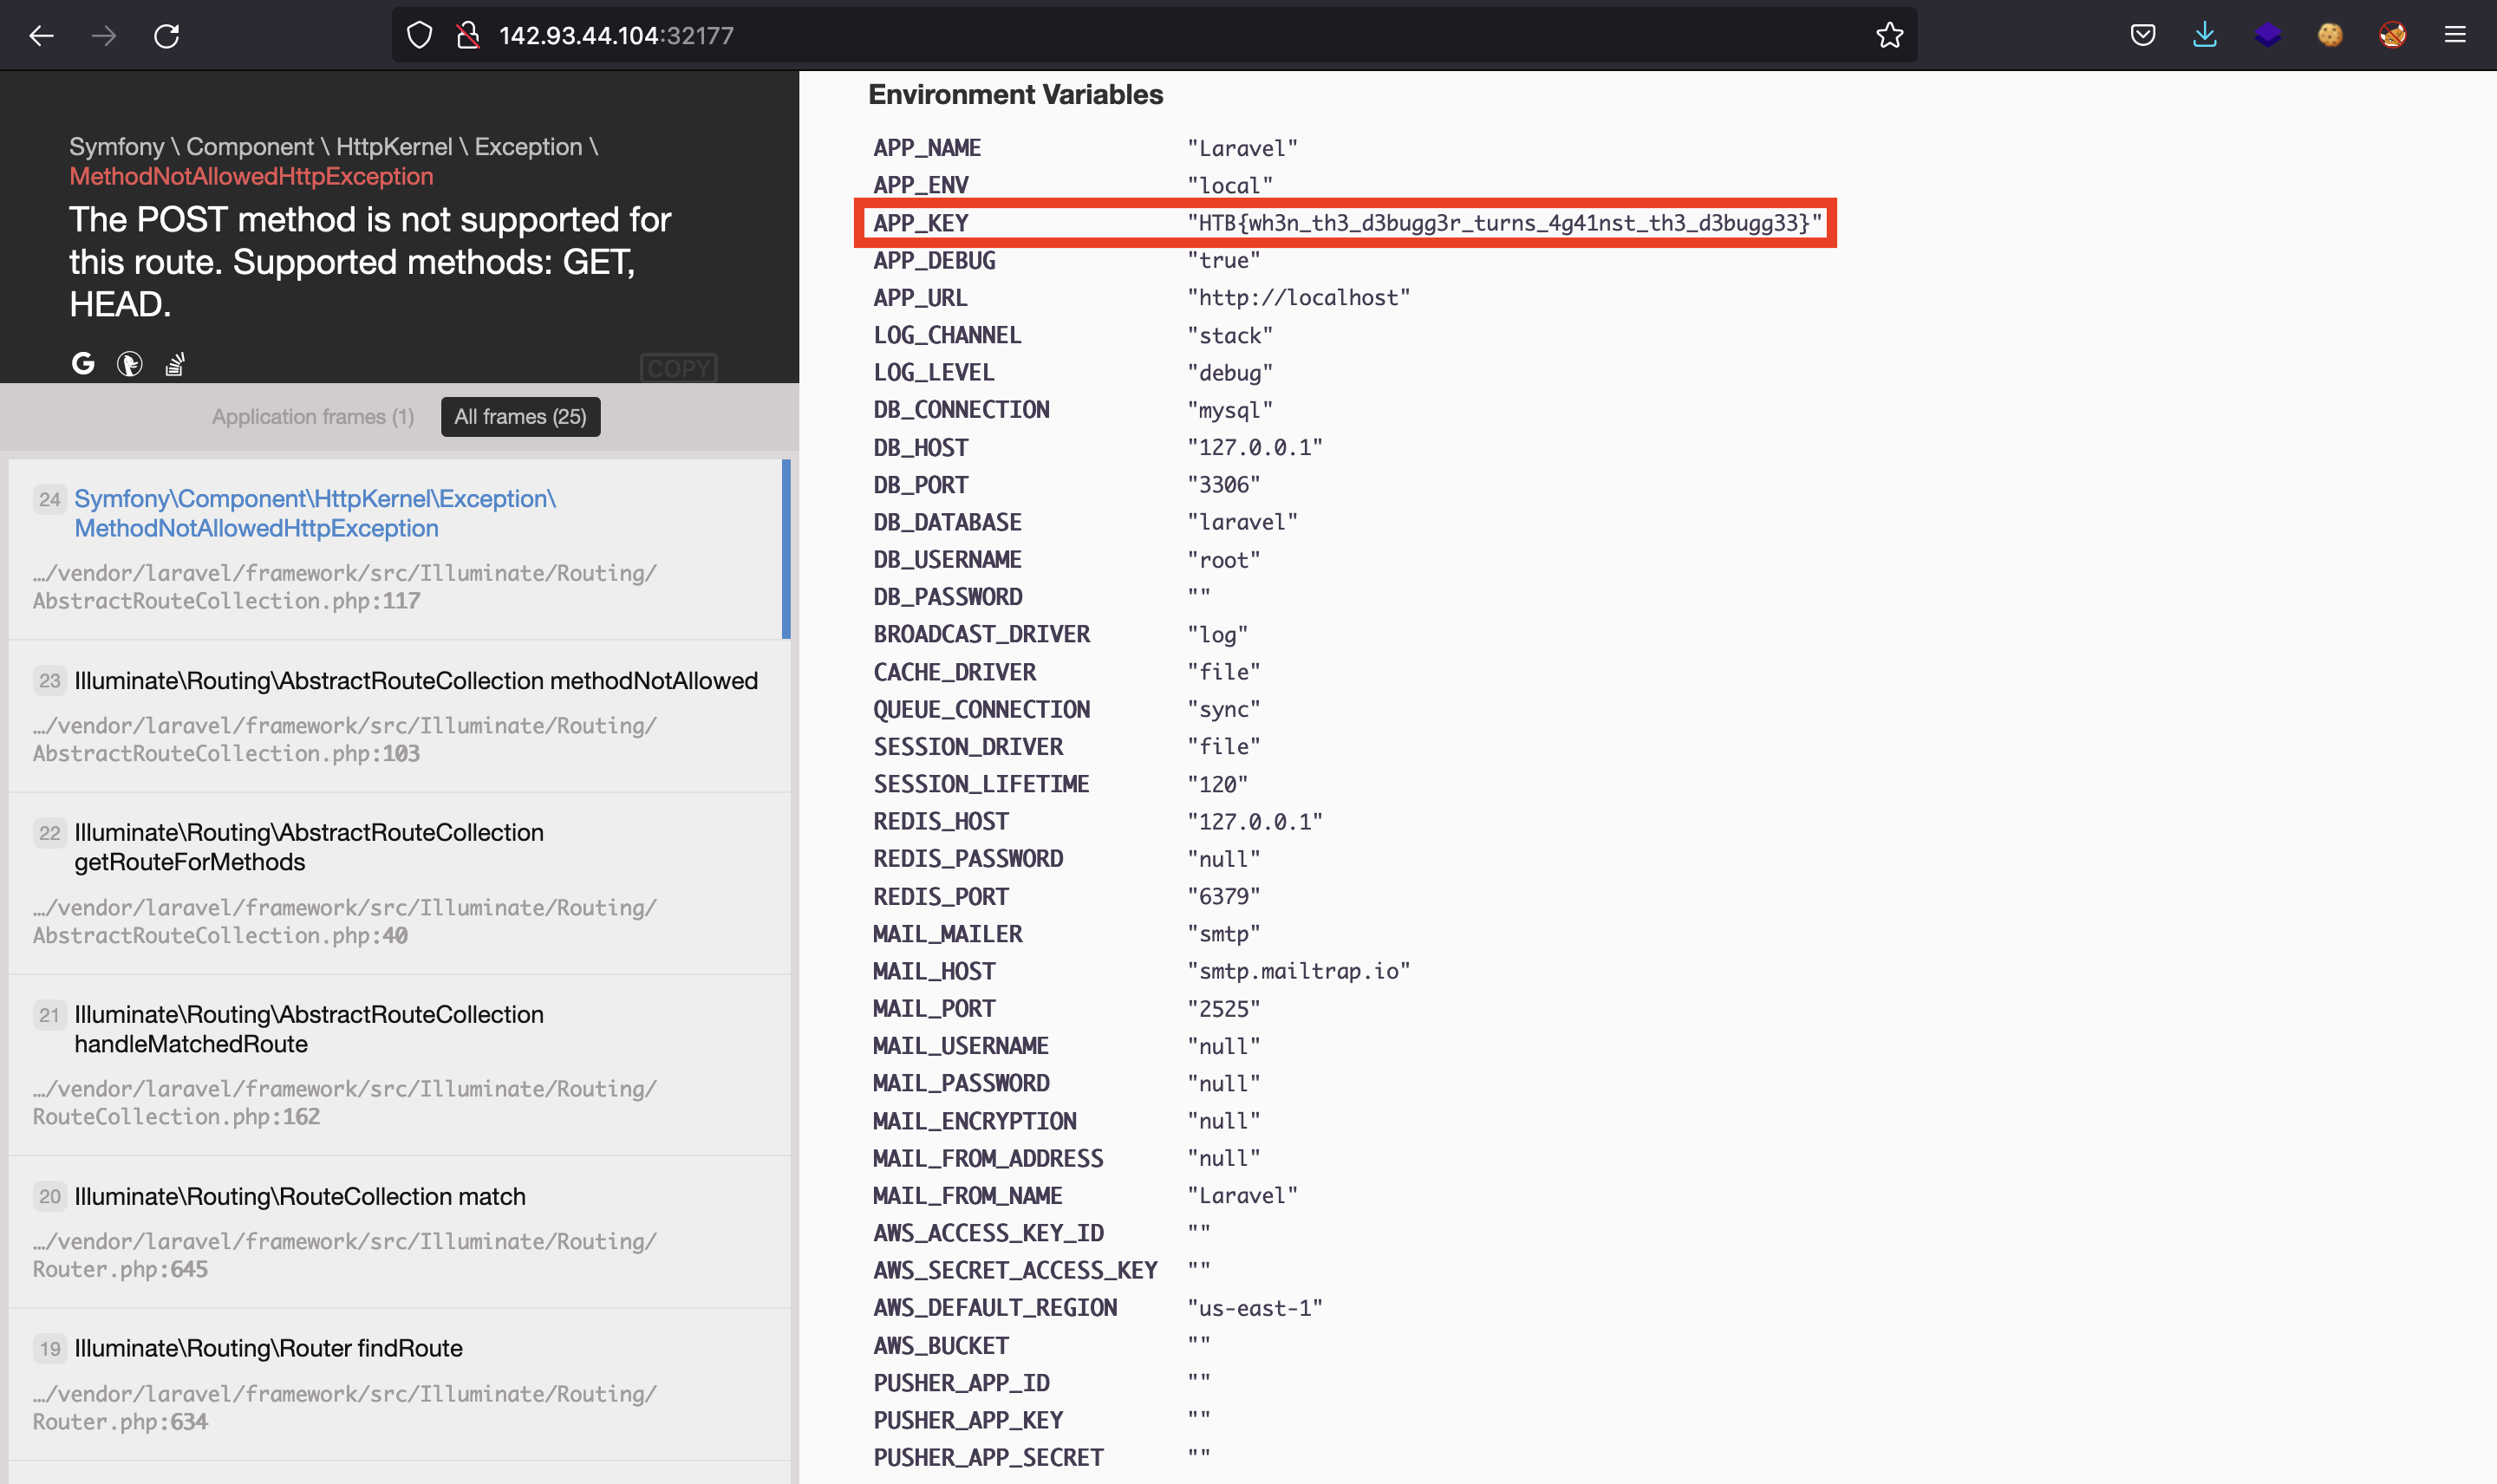 142.93.44.104:32177
Symfony \ Component \ HttpKernel \ Exception \
MethodNotAllowedHttpException
The POST method is not supported for
this route. Supported methods: GET,
HEAD.
COPY
Application frames (1)
All frames (25)
24 Symfony\Component\HttpKernel\Exception\
MethodNotAllowedHttpException
…/vendor/laravel/framework/src/Illuminate/Routing/
AbstractRouteCollection.php:117
23 Illuminate\Routing\AbstractRouteCollection methodNotAllowed
…/vendor/laravel/framework/src/Illuminate/Routing/
AbstractRouteCollection.php:103
22 Illuminate\Routing\AbstractRouteCollection
getRouteForMethods
…/vendor/laravel/framework/src/Illuminate/Routing/
AbstractRouteCollection.php:40
21 Illuminate\Routing\AbstractRouteCollection
handleMatchedRoute
…/vendor/laravel/framework/src/Illuminate/Routing/
RouteCollection.php:162
20 Illuminate\Routing\RouteCollection match
…/vendor/laravel/framework/src/Illuminate/Routing/
Router.php:645
19 Illuminate\Routing\Router findRoute
…/vendor/laravel/framework/src/Illuminate/Routing/
Router.php:634
Environment Variables
APP_NAME "Laravel"
APP_ENV "local"
APP_KEY "HTB{wh3n_th3_d3bugg3r_turns_4g41nst_th3_d3bugg33}"
APP_DEBUG "true"
APP_URL "http://localhost"
LOG_CHANNEL "stack"
LOG_LEVEL "debug"
DB_CONNECTION "mysql"
DB_HOST "127.0.0.1"
DB_PORT "3306"
DB_DATABASE "laravel"
DB_USERNAME "root"
DB_PASSWORD ""
BROADCAST_DRIVER "log"
CACHE_DRIVER "file"
QUEUE_CONNECTION "sync"
SESSION_DRIVER "file"
SESSION_LIFETIME "120"
REDIS_HOST "127.0.0.1"
REDIS_PASSWORD "null"
REDIS_PORT "6379"
MAIL_MAILER "smtp"
MAIL_HOST "smtp.mailtrap.io"
MAIL_PORT "2525"
MAIL_USERNAME "null"
MAIL_PASSWORD "null"
MAIL_ENCRYPTION "null"
MAIL_FROM_ADDRESS "null"
MAIL_FROM_NAME "Laravel"
AWS_ACCESS_KEY_ID ""
AWS_SECRET_ACCESS_KEY ""
AWS_DEFAULT_REGION "us-east-1"
AWS_BUCKET ""
PUSHER_APP_ID ""
PUSHER_APP_KEY ""
PUSHER_APP_SECRET ""